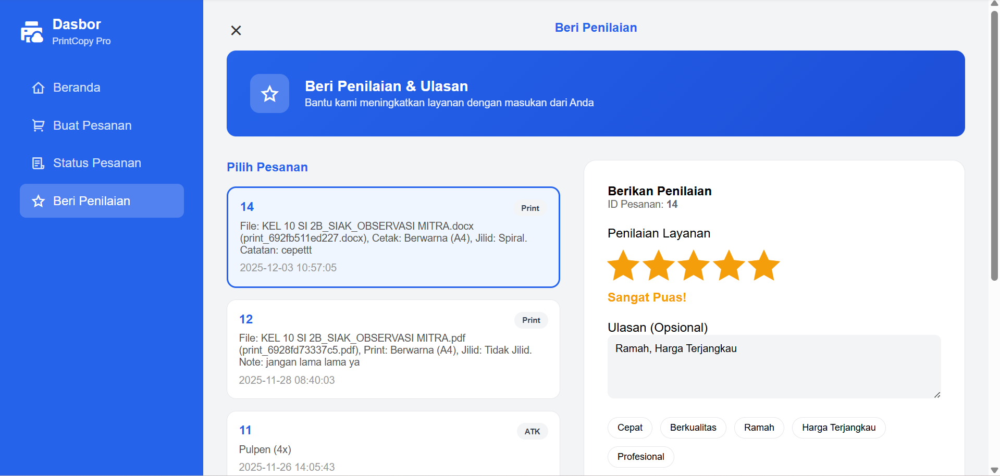 Dasbor
PrintCopy Pro
Beranda
Buat Pesanan
Status Pesanan
Beri Penilaian
Beri Penilaian
Beri Penilaian & Ulasan
Bantu kami meningkatkan layanan dengan masukan dari Anda
Pilih Pesanan
14
Print
File: KEL 10 SI 2B_SIAK_OBSERVASI MITRA.docx
(print_692fb511ed227.docx), Cetak: Berwarna (A4), Jilid: Spiral.
Catatan: cepettt
2025-12-03 10:57:05
12
Print
File: KEL 10 SI 2B_SIAK_OBSERVASI MITRA.pdf
(print_6928fd73337c5.pdf), Print: Berwarna (A4), Jilid: Tidak Jilid.
Note: jangan lama lama ya
2025-11-28 08:40:03
11
ATK
Pulpen (4x)
2025-11-26 14:05:43
Berikan Penilaian
ID Pesanan: 14
Penilaian Layanan
Sangat Puas!
Ulasan (Opsional)
Ramah, Harga Terjangkau
Cepat
Berkualitas
Ramah
Harga Terjangkau
Profesional